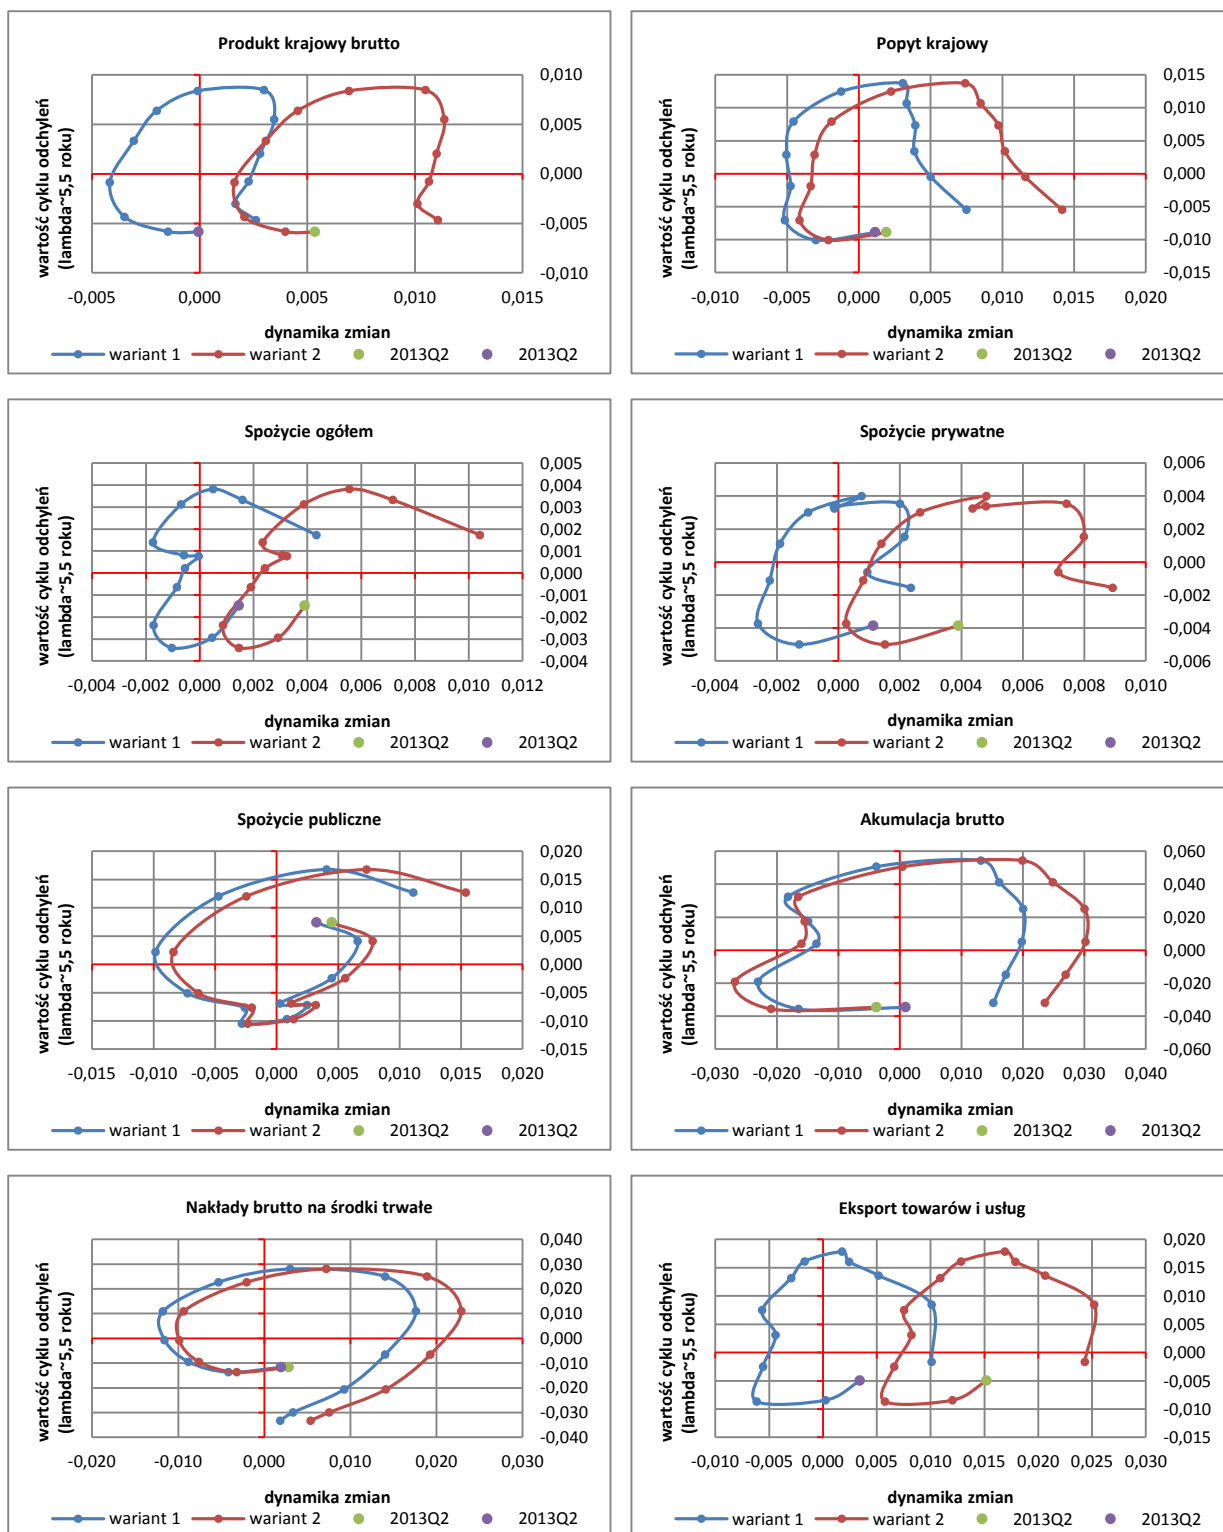 Produkt krajowy brutto
wartość cyklu odchyleń
(lambda~5,5 roku)
0,010
0,005
0,000
-0,005
-0,010
-0,005 0,000 0,005 0,010 0,015
dynamika zmian
wariant 1 wariant 2 2013Q2 2013Q2
Popyt krajowy
wartość cyklu odchyleń
(lambda~5,5 roku)
0,015
0,010
0,005
0,000
-0,005
-0,010
-0,015
-0,010 -0,005 0,000 0,005 0,010 0,015 0,020
dynamika zmian
wariant 1 wariant 2 2013Q2 2013Q2
Spożycie ogółem
wartość cyklu odchyleń
(lambda~5,5 roku)
0,005
0,004
0,003
0,002
0,001
0,000
-0,001
-0,002
-0,003
-0,004
-0,004 -0,002 0,000 0,002 0,004 0,006 0,008 0,010 0,012
dynamika zmian
wariant 1 wariant 2 2013Q2 2013Q2
Spożycie prywatne
wartość cyklu odchyleń
(lambda~5,5 roku)
0,006
0,004
0,002
0,000
-0,002
-0,004
-0,006
-0,004 -0,002 0,000 0,002 0,004 0,006 0,008 0,010
dynamika zmian
wariant 1 wariant 2 2013Q2 2013Q2
Spożycie publiczne
wartość cyklu odchyleń
(lambda~5,5 roku)
0,020
0,015
0,010
0,005
0,000
-0,005
-0,010
-0,015
-0,015 -0,010 -0,005 0,000 0,005 0,010 0,015 0,020
dynamika zmian
wariant 1 wariant 2 2013Q2 2013Q2
Akumulacja brutto
wartość cyklu odchyleń
(lambda~5,5 roku)
0,060
0,040
0,020
0,000
-0,020
-0,040
-0,060
-0,030 -0,020 -0,010 0,000 0,010 0,020 0,030 0,040
dynamika zmian
wariant 1 wariant 2 2013Q2 2013Q2
Nakłady brutto na środki trwałe
wartość cyklu odchyleń
(lambda~5,5 roku)
0,040
0,030
0,020
0,010
0,000
-0,010
-0,020
-0,030
-0,040
-0,020 -0,010 0,000 0,010 0,020 0,030
dynamika zmian
wariant 1 wariant 2 2013Q2 2013Q2
Eksport towarów i usług
wartość cyklu odchyleń
(lambda~5,5 roku)
0,020
0,015
0,010
0,005
0,000
-0,005
-0,010
-0,015
-0,010 -0,005 0,000 0,005 0,010 0,015 0,020 0,025 0,030
dynamika zmian
wariant 1 wariant 2 2013Q2 2013Q2